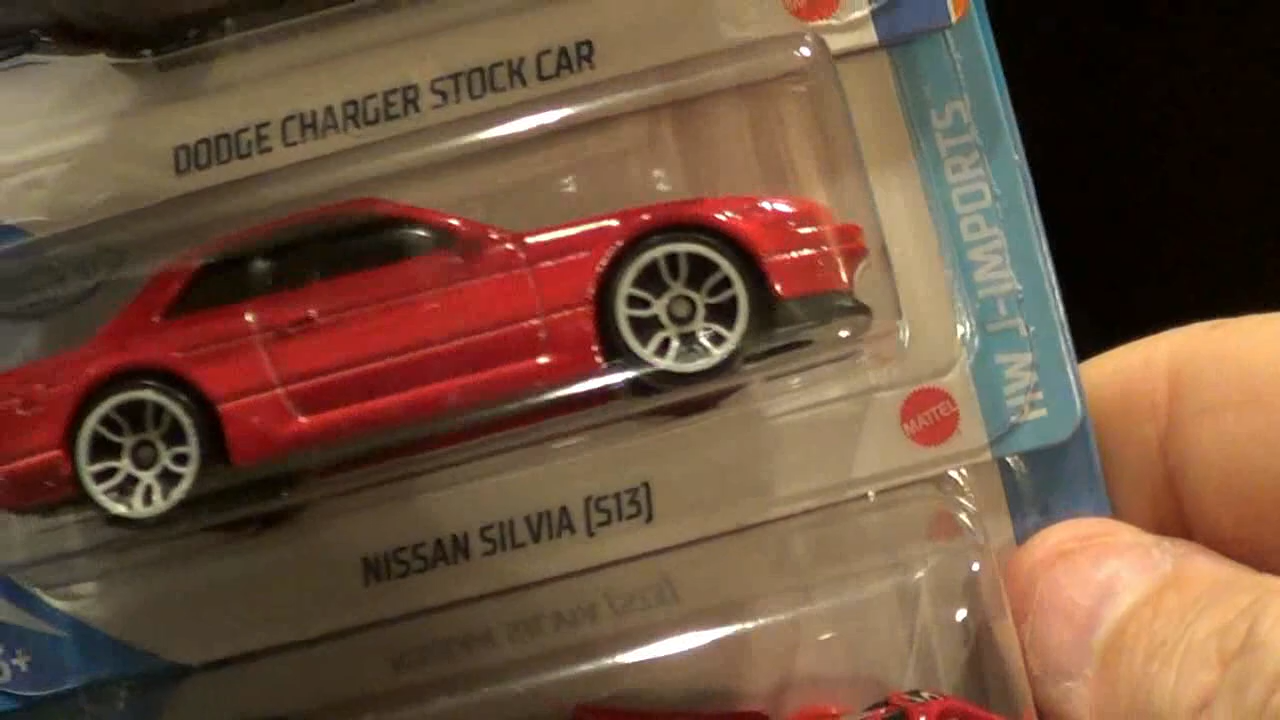 DODGE CHARGER STOCK CAR
HW J-IMPORTS
MATTEL
NISSAN SILVIA (S13)